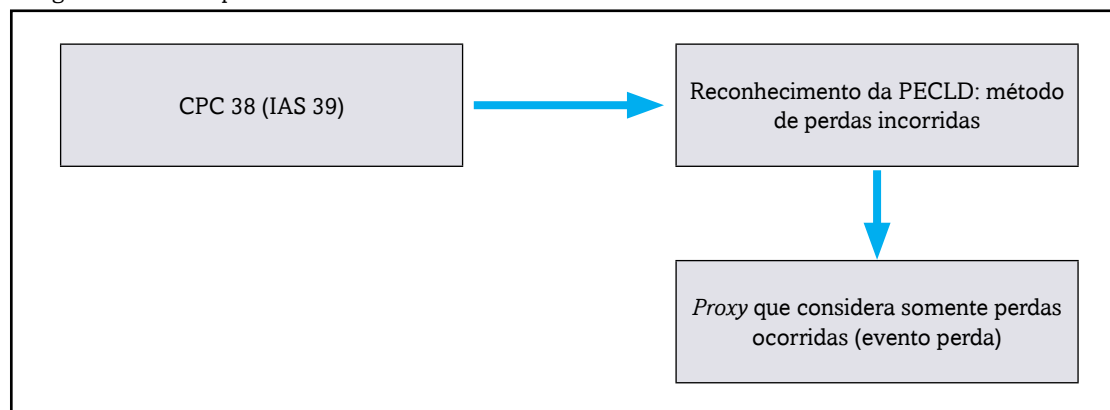 CPC 38 (IAS 39)
Reconhecimento da PECLD: método
de perdas incorridas
Proxy que considera somente perdas
ocorridas (evento perda)